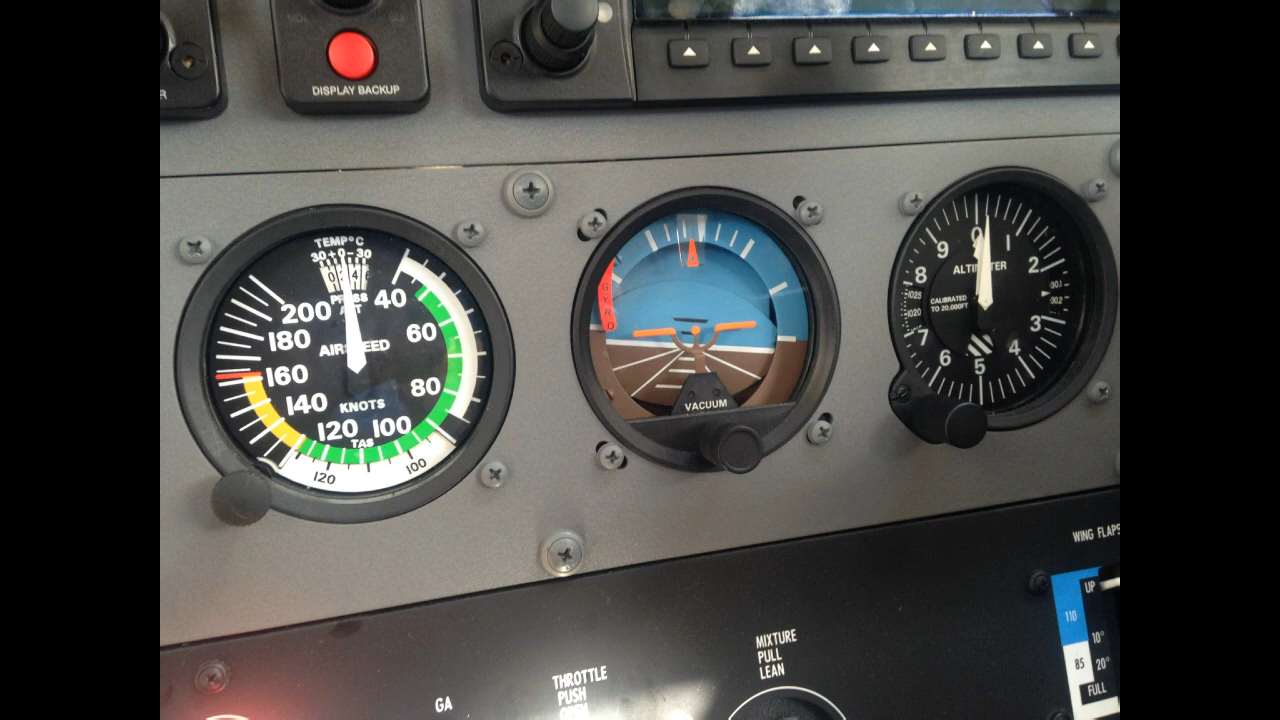 DISPLAY BACKUP
TEMP°C
30+0-30
PRESS
ALT
200 40
180 60
AIRSPEED
160
80
140
KNOTS
120 100
TAS
120 100
GYRO
VACUUM
0
9 1
8 ALTIMETER 2
1025 CALIBRATED 30.1
1020 TO 20,000FT 30.2
7 3
6 4
5
WING FLAPS
UP
110
10°
85 20°
FULL
MIXTURE
PULL
LEAN
THROTTLE
PUSH
GA